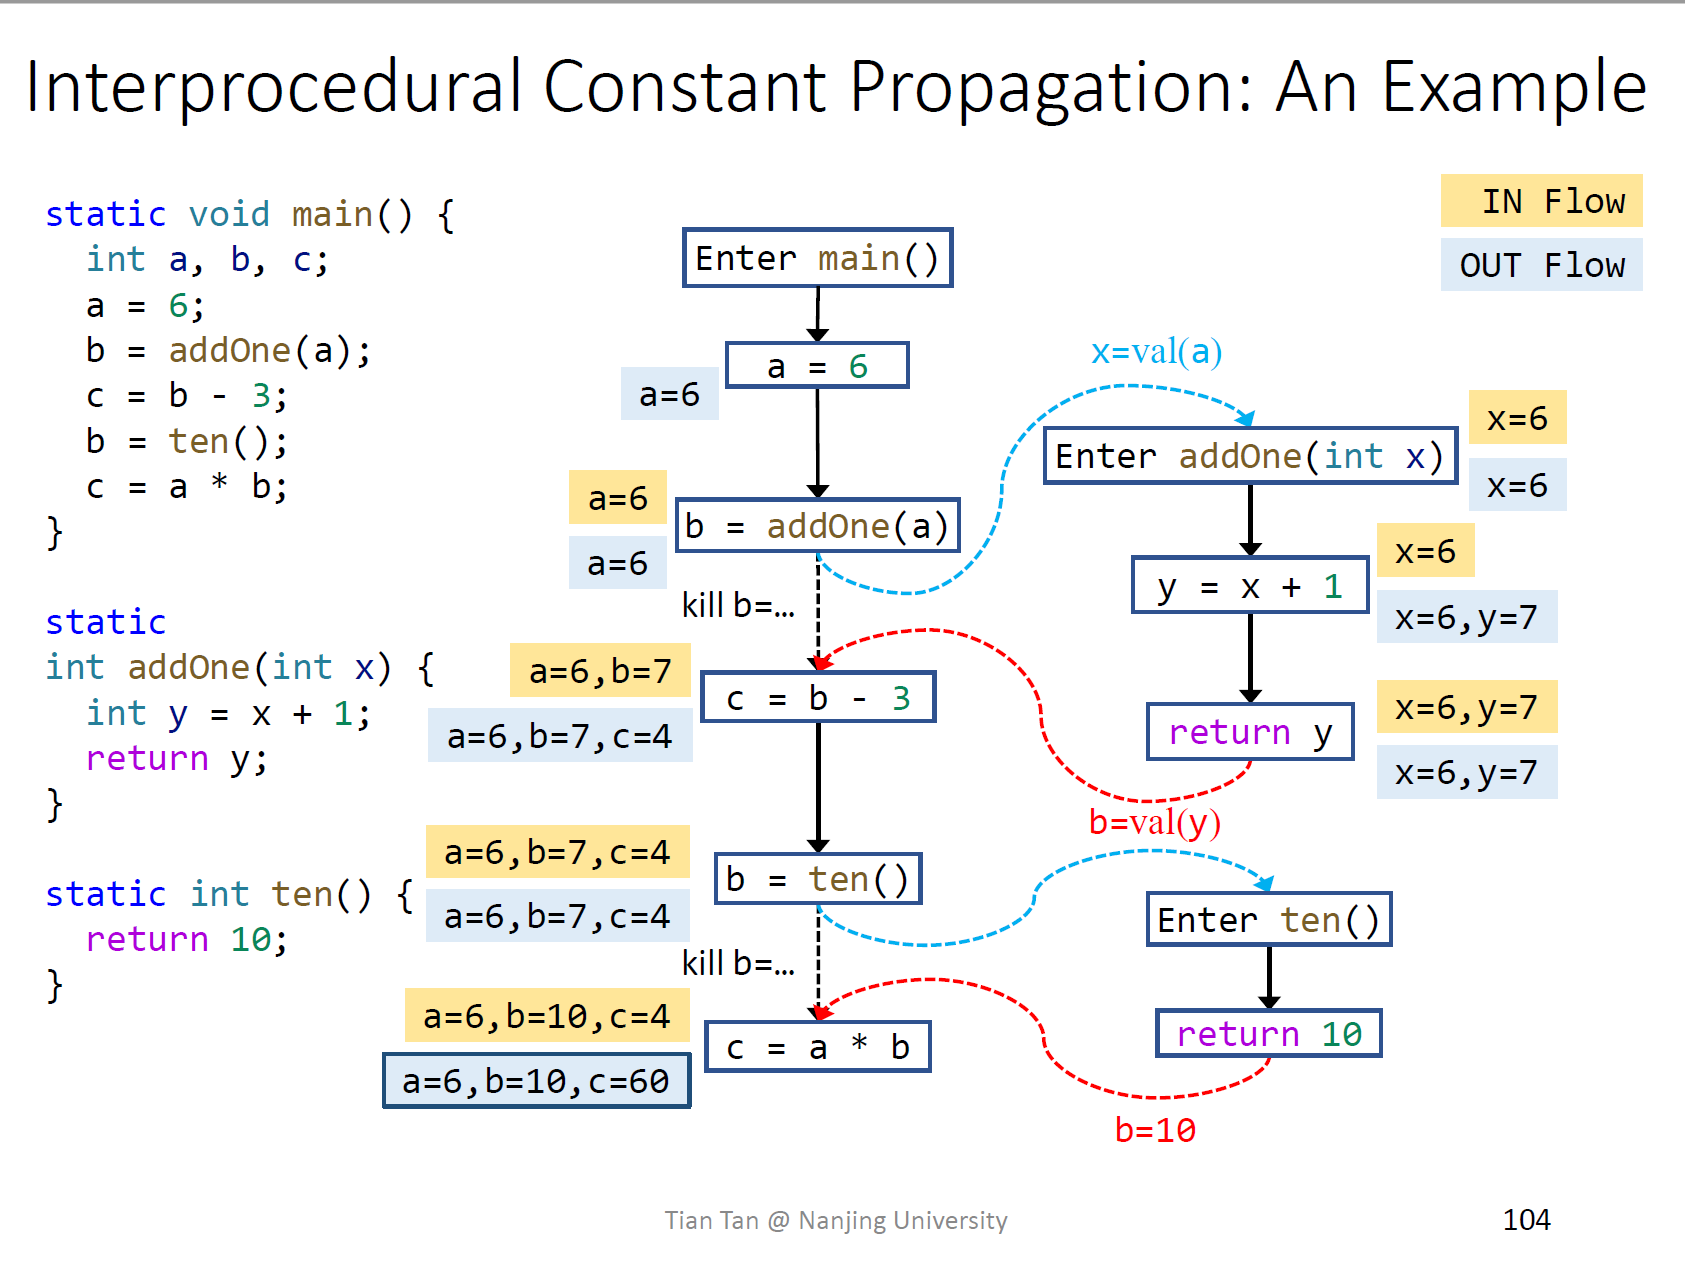 Interprocedural Constant Propagation: An Example
static void main() {
int a, b, c;
a = 6;
b = addOne(a);
c = b - 3;
b = ten();
c = a * b;
}
static
int addOne(int x) {
int y = x + 1;
return y;
}
static int ten() {
return 10;
}
IN Flow
OUT Flow
Enter main()
a = 6
a=6
a=6
b = addOne(a)
a=6
kill b=…
a=6,b=7
c = b - 3
a=6,b=7,c=4
a=6,b=7,c=4
b = ten()
a=6,b=7,c=4
kill b=…
a=6,b=10,c=4
c = a * b
a=6,b=10,c=60
x=val(a)
x=6
Enter addOne(int x)
x=6
x=6
y = x + 1
x=6,y=7
x=6,y=7
return y
x=6,y=7
b=val(y)
Enter ten()
return 10
b=10
Tian Tan @ Nanjing University
104